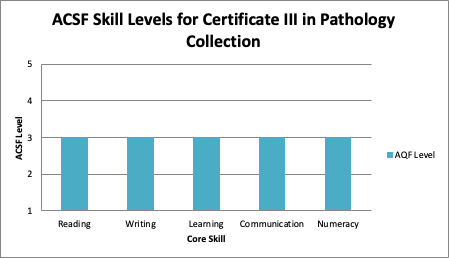 ACSF Skill Levels for Certificate III in Pathology
Collection
5
4
3
2
1
ACSF Level
Reading Writing Learning Communication Numeracy
Core Skill
AQF Level